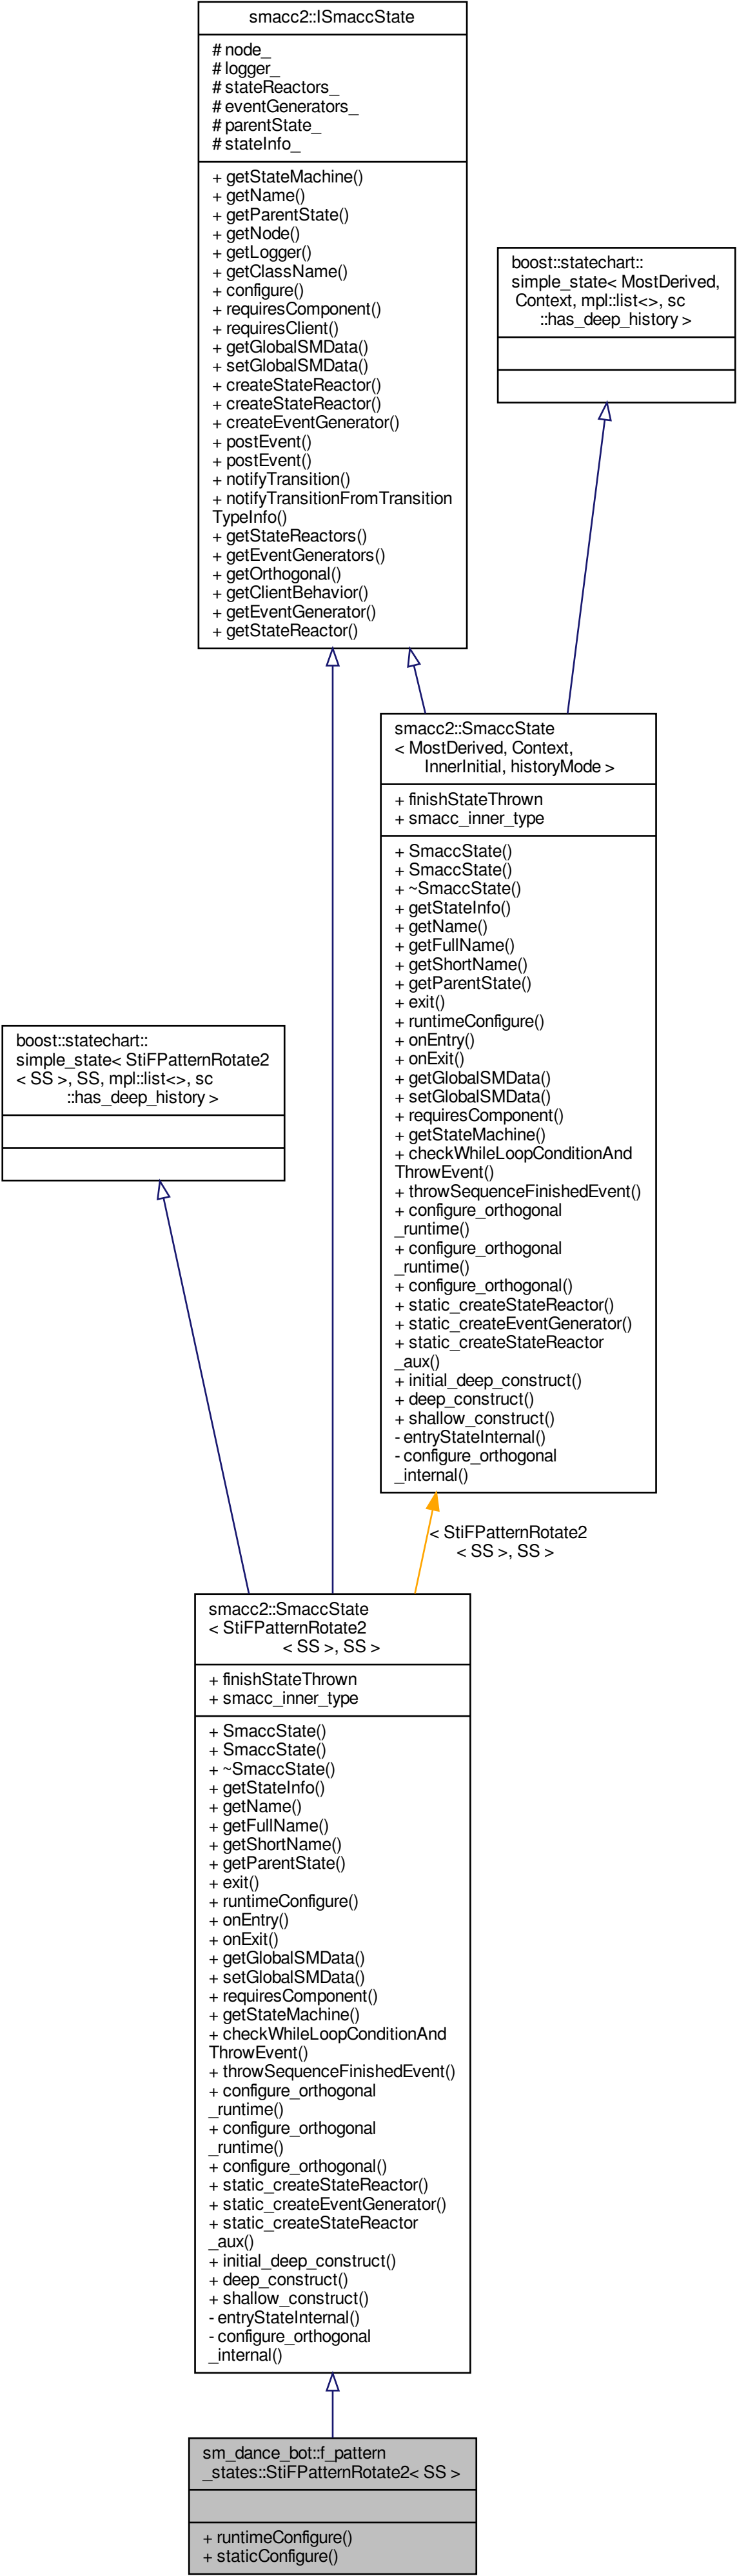 smacc2::ISmaccState
# node_
# logger_
# stateReactors_
# eventGenerators_
# parentState_
# stateInfo_
+ getStateMachine()
+ getName()
+ getParentState()
+ getNode()
+ getLogger()
+ getClassName()
+ configure()
+ requiresComponent()
+ requiresClient()
+ getGlobalSMData()
+ setGlobalSMData()
+ createStateReactor()
+ createStateReactor()
+ createEventGenerator()
+ postEvent()
+ postEvent()
+ notifyTransition()
+ notifyTransitionFromTransition
TypeInfo()
+ getStateReactors()
+ getEventGenerators()
+ getOrthogonal()
+ getClientBehavior()
+ getEventGenerator()
+ getStateReactor()
boost::statechart::
simple_state< MostDerived,
Context, mpl::list<>, sc
::has_deep_history >
smacc2::SmaccState
< MostDerived, Context,
InnerInitial, historyMode >
+ finishStateThrown
+ smacc_inner_type
+ SmaccState()
+ SmaccState()
+ ~SmaccState()
+ getStateInfo()
+ getName()
+ getFullName()
+ getShortName()
+ getParentState()
+ exit()
+ runtimeConfigure()
+ onEntry()
+ onExit()
+ getGlobalSMData()
+ setGlobalSMData()
+ requiresComponent()
+ getStateMachine()
+ checkWhileLoopConditionAnd
ThrowEvent()
+ throwSequenceFinishedEvent()
+ configure_orthogonal
_runtime()
+ configure_orthogonal
_runtime()
+ configure_orthogonal()
+ static_createStateReactor()
+ static_createEventGenerator()
+ static_createStateReactor
_aux()
+ initial_deep_construct()
+ deep_construct()
+ shallow_construct()
- entryStateInternal()
- configure_orthogonal
_internal()
boost::statechart::
simple_state< StiFPatternRotate2
< SS >, SS, mpl::list<>, sc
::has_deep_history >
< StiFPatternRotate2
< SS >, SS >
smacc2::SmaccState
< StiFPatternRotate2
< SS >, SS >
+ finishStateThrown
+ smacc_inner_type
+ SmaccState()
+ SmaccState()
+ ~SmaccState()
+ getStateInfo()
+ getName()
+ getFullName()
+ getShortName()
+ getParentState()
+ exit()
+ runtimeConfigure()
+ onEntry()
+ onExit()
+ getGlobalSMData()
+ setGlobalSMData()
+ requiresComponent()
+ getStateMachine()
+ checkWhileLoopConditionAnd
ThrowEvent()
+ throwSequenceFinishedEvent()
+ configure_orthogonal
_runtime()
+ configure_orthogonal
_runtime()
+ configure_orthogonal()
+ static_createStateReactor()
+ static_createEventGenerator()
+ static_createStateReactor
_aux()
+ initial_deep_construct()
+ deep_construct()
+ shallow_construct()
- entryStateInternal()
- configure_orthogonal
_internal()
sm_dance_bot::f_pattern
_states::StiFPatternRotate2< SS >
+ runtimeConfigure()
+ staticConfigure()